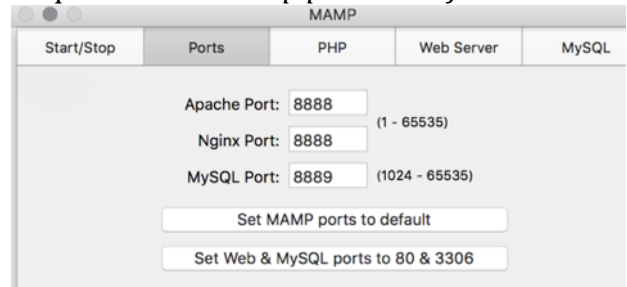 MAMP
Start/Stop Ports PHP Web Server MySQL
Apache Port: 8888
(1 - 65535)
Nginx Port: 8888
MySQL Port: 8889 (1024 - 65535)
Set MAMP ports to default
Set Web & MySQL ports to 80 & 3306